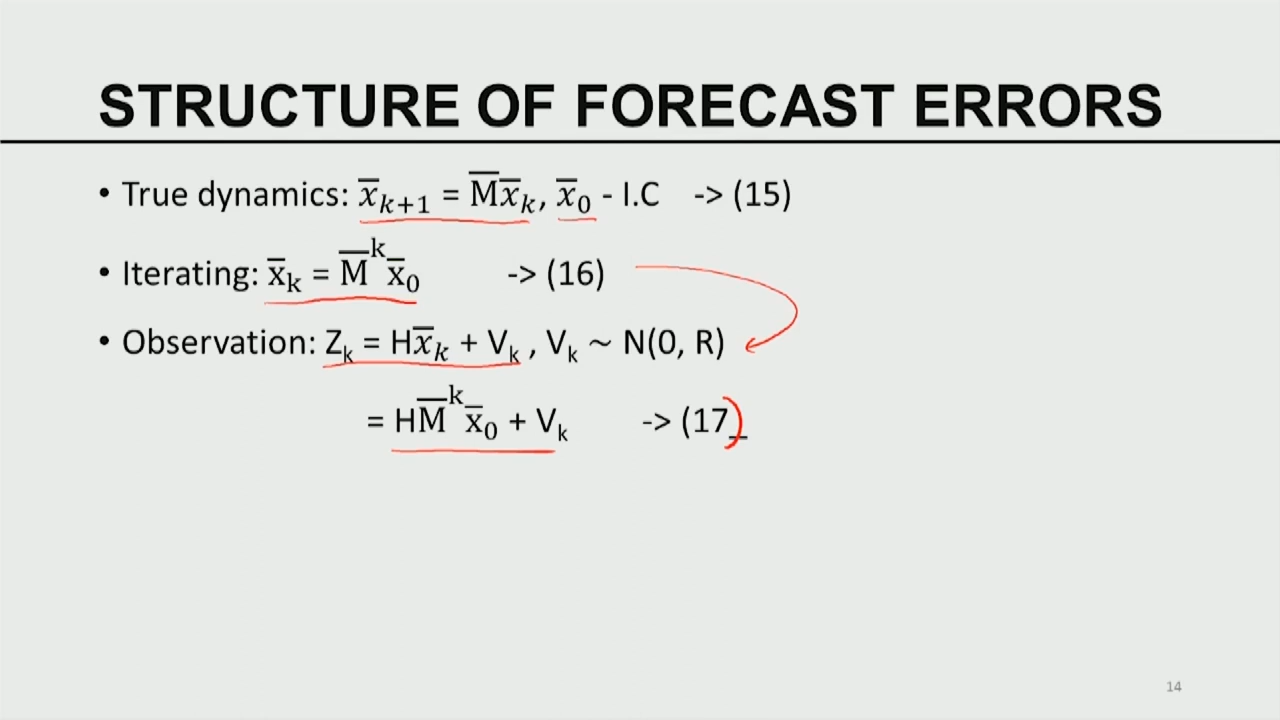 STRUCTURE OF FORECAST ERRORS
• True dynamics: x̅ₖ₊₁ = M̅x̅ₖ, x̅₀ - I.C -> (15)
• Iterating: x̅ₖ = M̅ᵏx̅₀ -> (16)
• Observation: Zₖ = Hx̅ₖ + Vₖ , Vₖ ~ N(0, R)
= HM̅ᵏx̅₀ + Vₖ -> (17_)
14